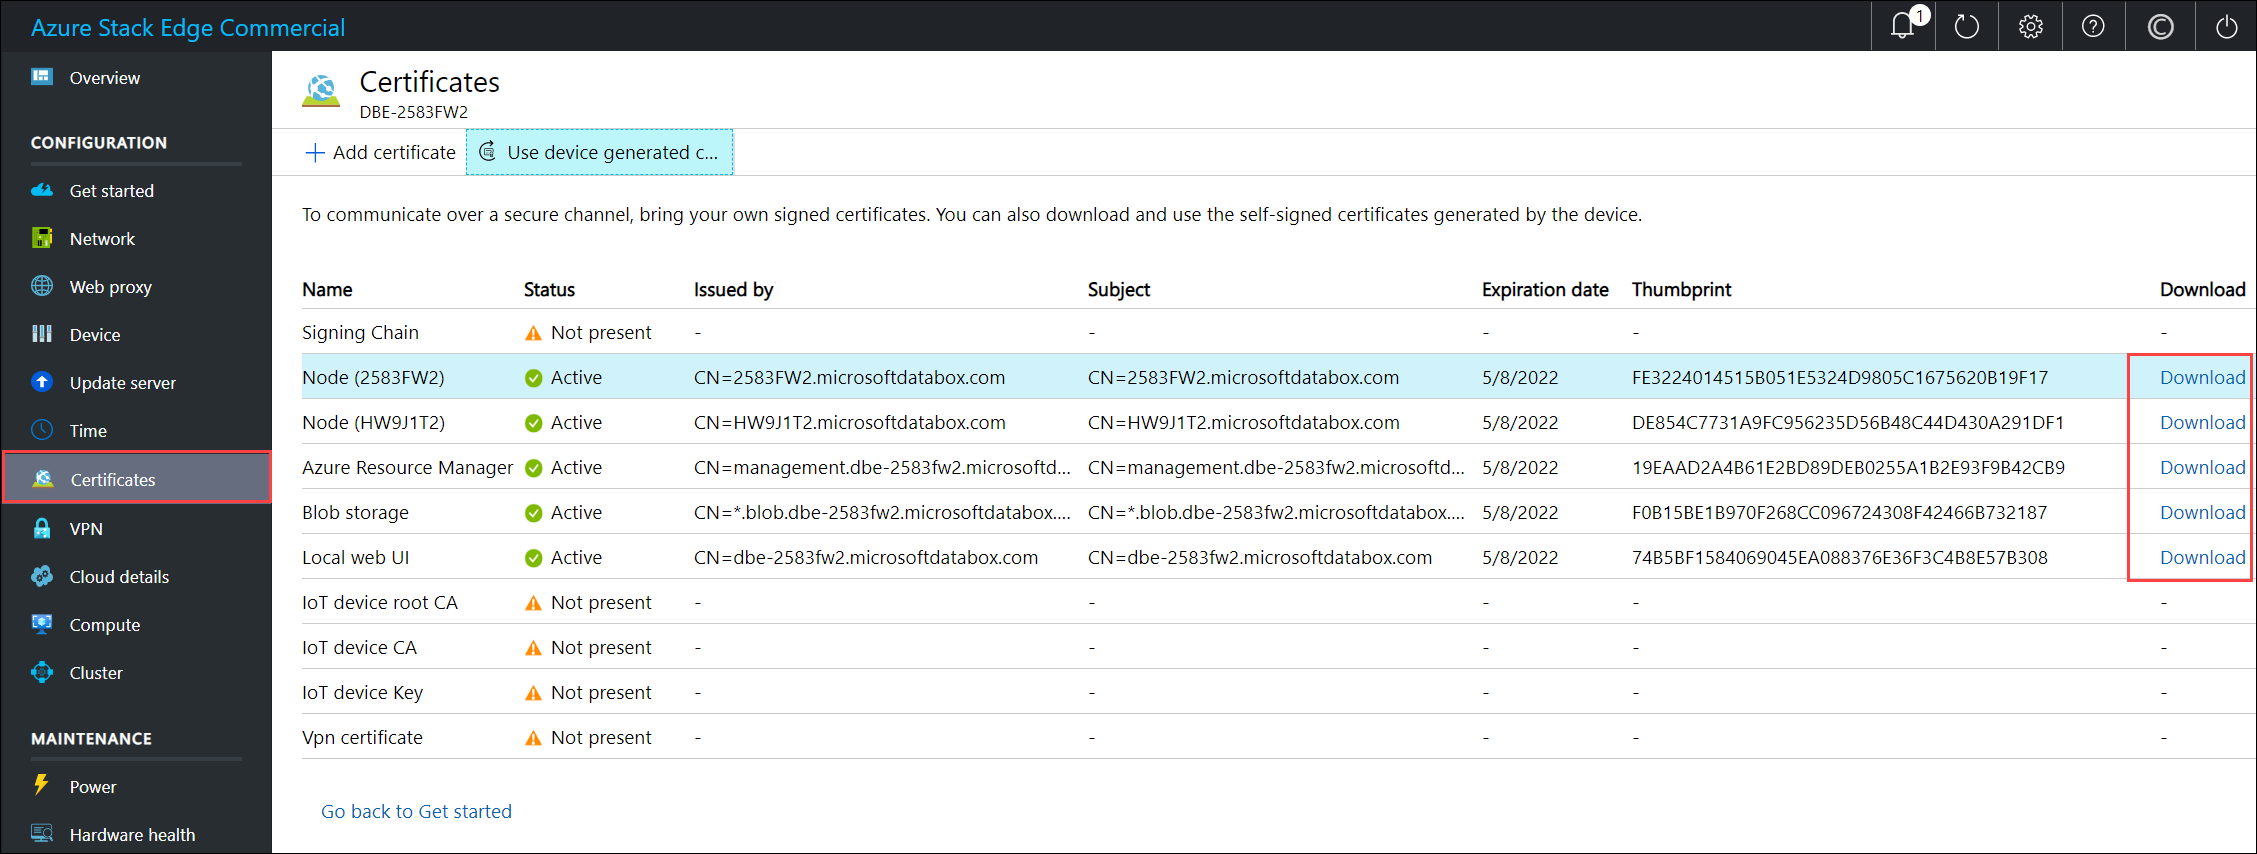 Azure Stack Edge Commercial
1
Overview
CONFIGURATION
Get started
Network
Web proxy
Device
Update server
Time
Certificates
VPN
Cloud details
Compute
Cluster
MAINTENANCE
Power
Hardware health
Certificates
DBE-2583FW2
Add certificate Use device generated c...
To communicate over a secure channel, bring your own signed certificates. You can also download and use the self-signed certificates generated by the device.
Name Status Issued by Subject Expiration date Thumbprint Download
Signing Chain Not present - - - - -
Node (2583FW2) Active CN=2583FW2.microsoftdatabox.com CN=2583FW2.microsoftdatabox.com 5/8/2022 FE3224014515B051E5324D9805C1675620B19F17 Download
Node (HW9J1T2) Active CN=HW9J1T2.microsoftdatabox.com CN=HW9J1T2.microsoftdatabox.com 5/8/2022 DE854C7731A9FC956235D56B48C44D430A291DF1 Download
Azure Resource Manager Active CN=management.dbe-2583fw2.microsoftd... CN=management.dbe-2583fw2.microsoftd... 5/8/2022 19EAAD2A4B61E2BD89DEB0255A1B2E93F9B42CB9 Download
Blob storage Active CN=*.blob.dbe-2583fw2.microsoftdatabox.... CN=*.blob.dbe-2583fw2.microsoftdatabox.... 5/8/2022 F0B15BE1B970F268CC096724308F42466B732187 Download
Local web UI Active CN=dbe-2583fw2.microsoftdatabox.com CN=dbe-2583fw2.microsoftdatabox.com 5/8/2022 74B5BF1584069045EA088376E36F3C4B8E57B308 Download
IoT device root CA Not present - - - - -
IoT device CA Not present - - - - -
IoT device Key Not present - - - - -
Vpn certificate Not present - - - - -
Go back to Get started